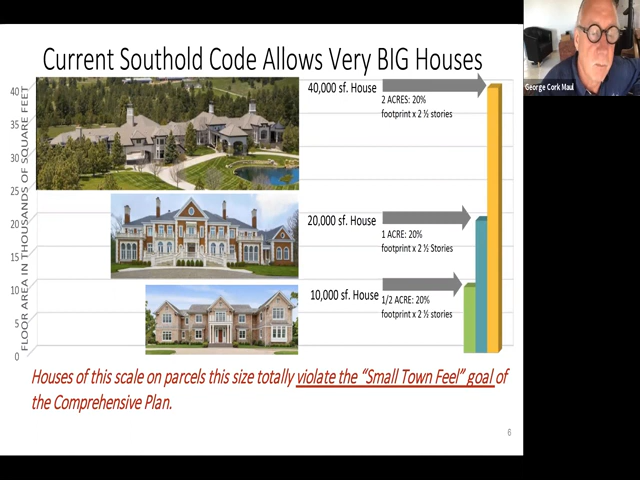 Current Southold Code Allows Very BIG Houses
FLOOR AREA IN THOUSANDS OF SQUARE FEET
40
35
30
25
20
15
10
5
0
40,000 sf. House
2 ACRES: 20%
footprint x 2 ½ stories
20,000 sf. House
1 ACRE: 20%
footprint x 2 ½ Stories
10,000 sf. House
1/2 ACRE: 20%
footprint x 2 ½ stories
Houses of this scale on parcels this size totally violate the “Small Town Feel” goal of
the Comprehensive Plan.
6
George Cork Maul